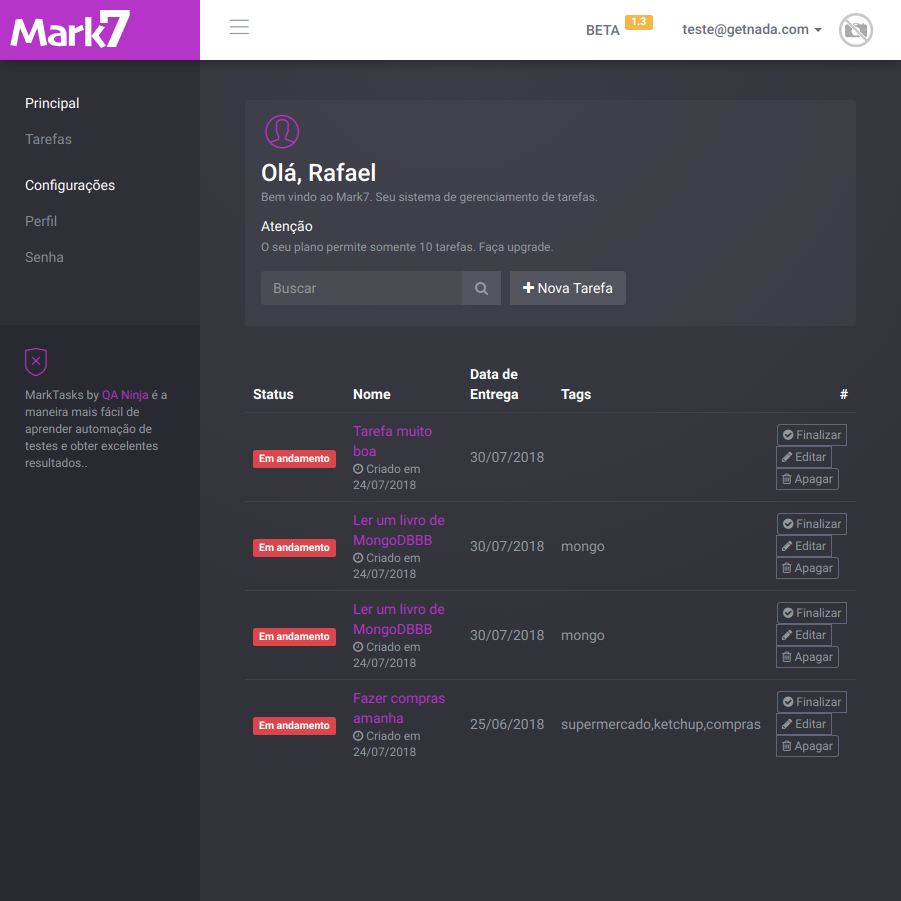 Mark7
BETA 1.3
teste@getnada.com
Principal
Tarefas
Configurações
Perfil
Senha
MarkTasks by QA Ninja é a
maneira mais fácil de
aprender automação de
testes e obter excelentes
resultados..
Olá, Rafael
Bem vindo ao Mark7. Seu sistema de gerenciamento de tarefas.
Atenção
O seu plano permite somente 10 tarefas. Faça upgrade.
Buscar
Nova Tarefa
Status
Nome
Data de
Entrega
Tags
#
Em andamento
Tarefa muito
boa
Criado em
24/07/2018
30/07/2018
Finalizar
Editar
Apagar
Em andamento
Ler um livro de
MongoDBBB
Criado em
24/07/2018
30/07/2018
mongo
Finalizar
Editar
Apagar
Em andamento
Ler um livro de
MongoDBBB
Criado em
24/07/2018
30/07/2018
mongo
Finalizar
Editar
Apagar
Em andamento
Fazer compras
amanha
Criado em
24/07/2018
25/06/2018
supermercado,ketchup,compras
Finalizar
Editar
Apagar